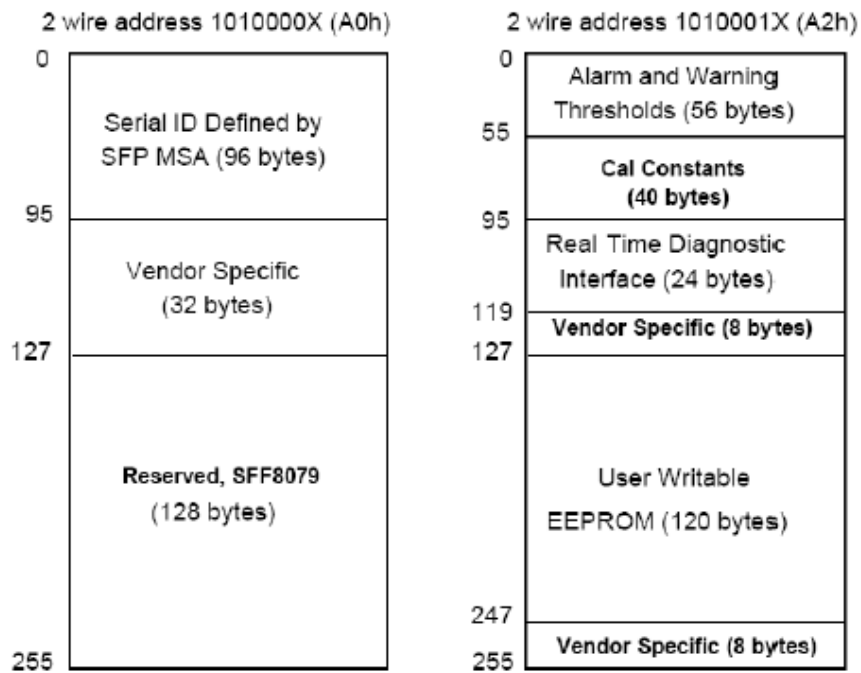 2 wire address 1010000X (A0h)
0
Serial ID Defined by
SFP MSA (96 bytes)
95
Vendor Specific
(32 bytes)
127
Reserved, SFF8079
(128 bytes)
255
2 wire address 1010001X (A2h)
0
Alarm and Warning
Thresholds (56 bytes)
55
Cal Constants
(40 bytes)
95
Real Time Diagnostic
Interface (24 bytes)
119
Vendor Specific (8 bytes)
127
User Writable
EEPROM (120 bytes)
247
Vendor Specific (8 bytes)
255